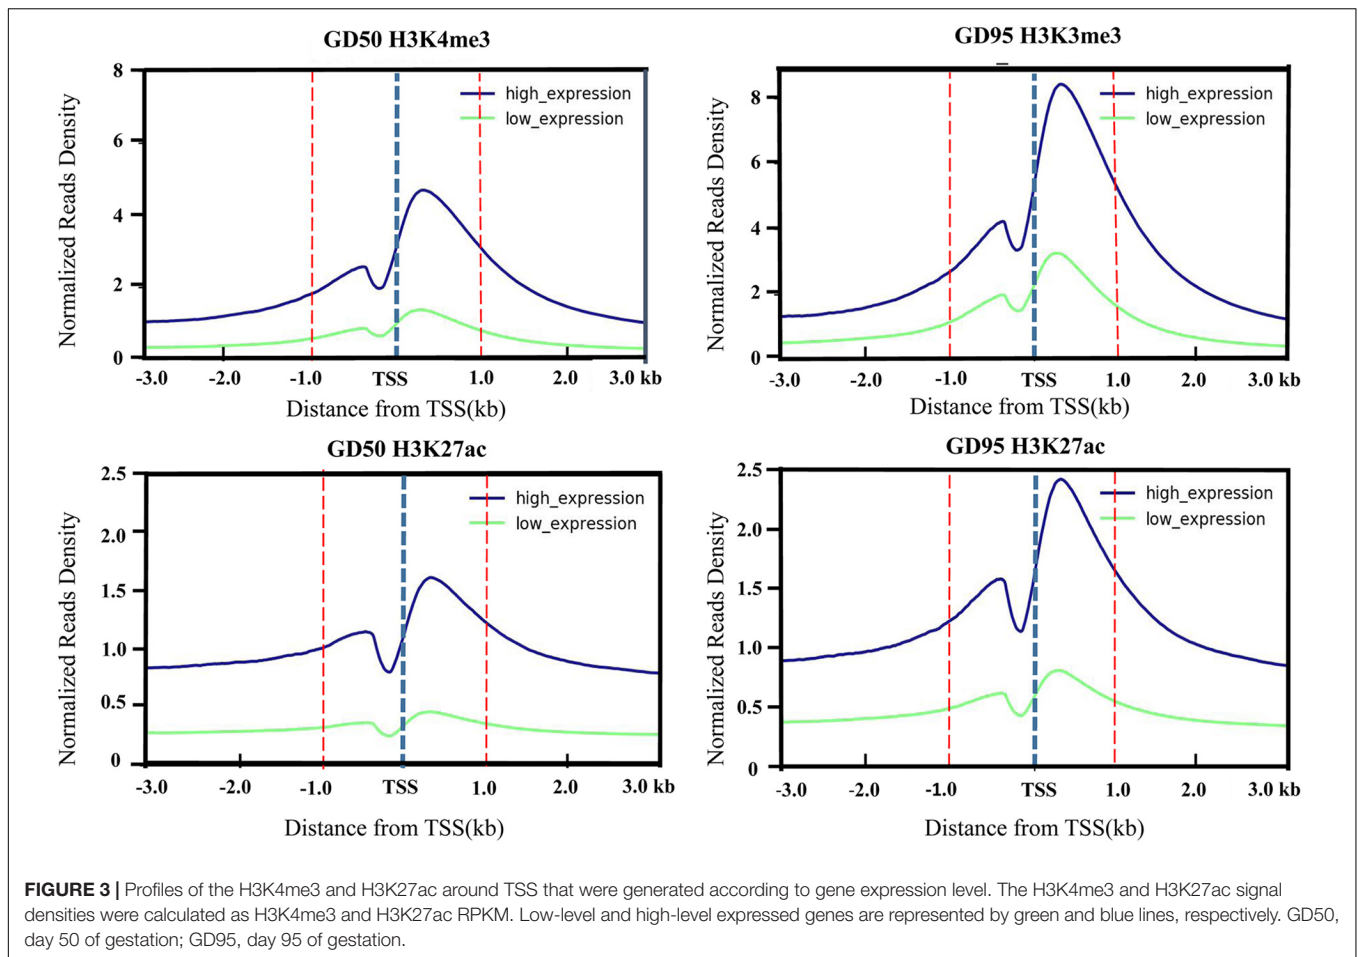 GD50 H3K4me3
8
6
4
2
0
Normalized Reads Density
high_expression
low_expression
-3.0 -2.0 -1.0 TSS 1.0 2.0 3.0 kb
Distance from TSS(kb)
GD95 H3K3me3
8
6
4
2
0
Normalized Reads Density
high_expression
low_expression
-3.0 -2.0 -1.0 TSS 1.0 2.0 3.0 kb
Distance from TSS(kb)
GD50 H3K27ac
2.5
2.0
1.5
1.0
0.5
0
Normalized Reads Density
high_expression
low_expression
-3.0 -2.0 -1.0 TSS 1.0 2.0 3.0 kb
Distance from TSS(kb)
GD95 H3K27ac
2.5
2.0
1.5
1.0
0.5
0
Normalized Reads Density
high_expression
low_expression
-3.0 -2.0 -1.0 TSS 1.0 2.0 3.0 kb
Distance from TSS(kb)
FIGURE 3 | Profiles of the H3K4me3 and H3K27ac around TSS that were generated according to gene expression level. The H3K4me3 and H3K27ac signal
densities were calculated as H3K4me3 and H3K27ac RPKM. Low-level and high-level expressed genes are represented by green and blue lines, respectively. GD50,
day 50 of gestation; GD95, day 95 of gestation.